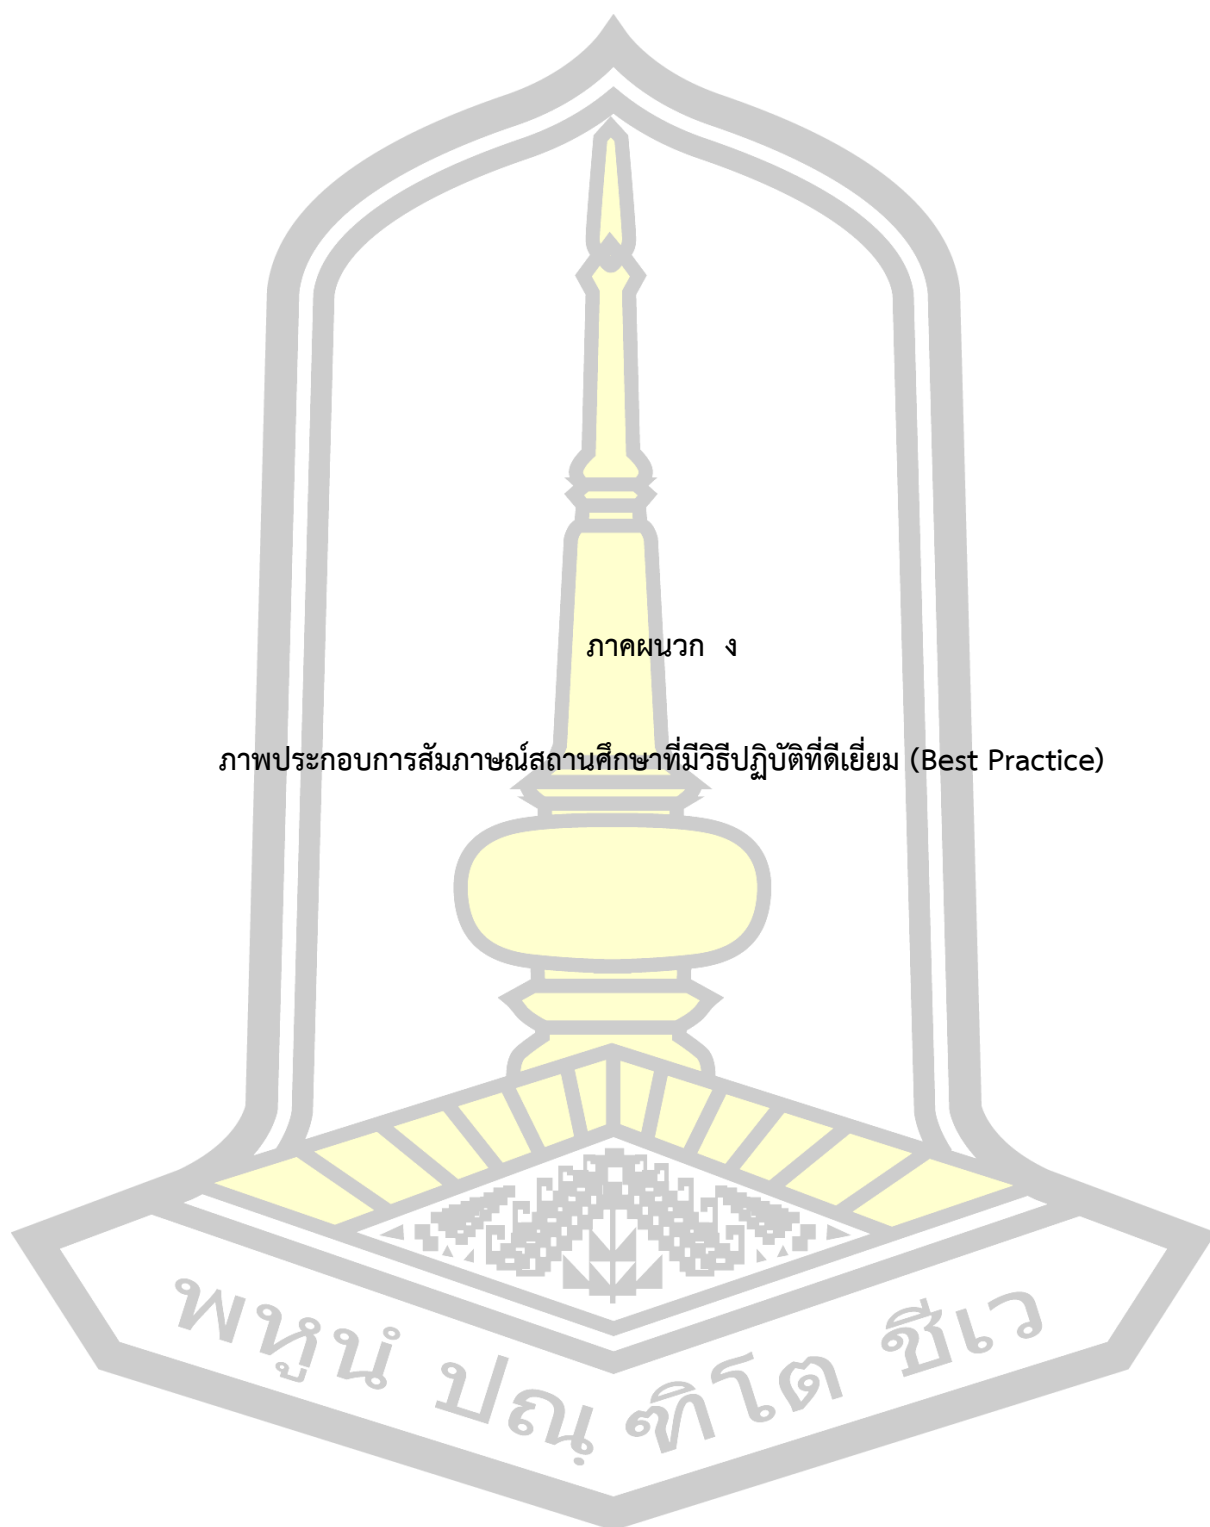 ภาคผนวก ง
ภาพประกอบการสัมภาษณ์สถานศึกษาที่มีวิธีปฏิบัติที่ดีเยี่ยม (Best Practice)
พหูนํ ปณฺฑิโต ชีเว